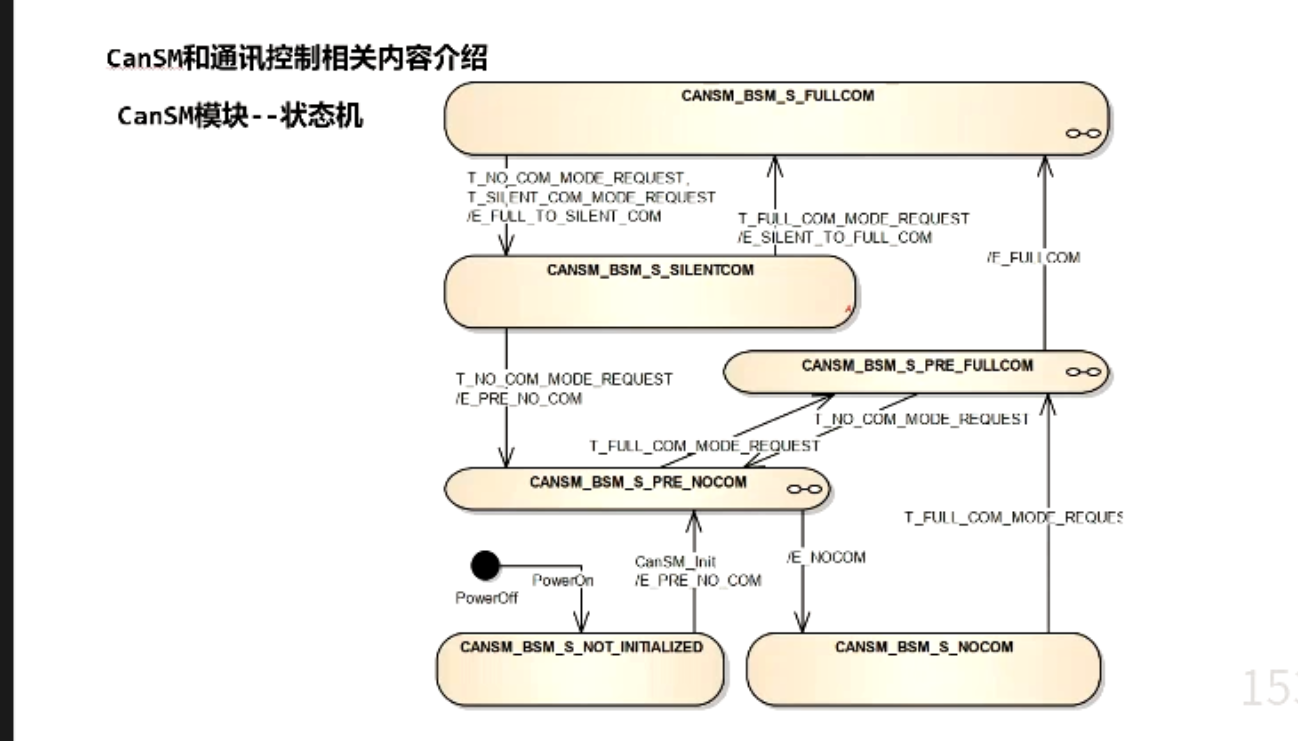 CanSM和通讯控制相关内容介绍
CanSM模块--状态机
CANSM_BSM_S_FULLCOM
T_NO_COM_MODE_REQUEST,
T_SILENT_COM_MODE_REQUEST
/E_FULL_TO_SILENT_COM
T_FULL_COM_MODE_REQUEST
/E_SILENT_TO_FULL_COM
/E_FULLCOM
CANSM_BSM_S_SILENTCOM
CANSM_BSM_S_PRE_FULLCOM
T_NO_COM_MODE_REQUEST
/E_PRE_NO_COM
T_NO_COM_MODE_REQUEST
T_FULL_COM_MODE_REQUEST
CANSM_BSM_S_PRE_NOCOM
T_FULL_COM_MODE_REQUES
CanSM_Init
/E_PRE_NO_COM
/E_NOCOM
PowerOn
PowerOff
CANSM_BSM_S_NOT_INITIALIZED
CANSM_BSM_S_NOCOM